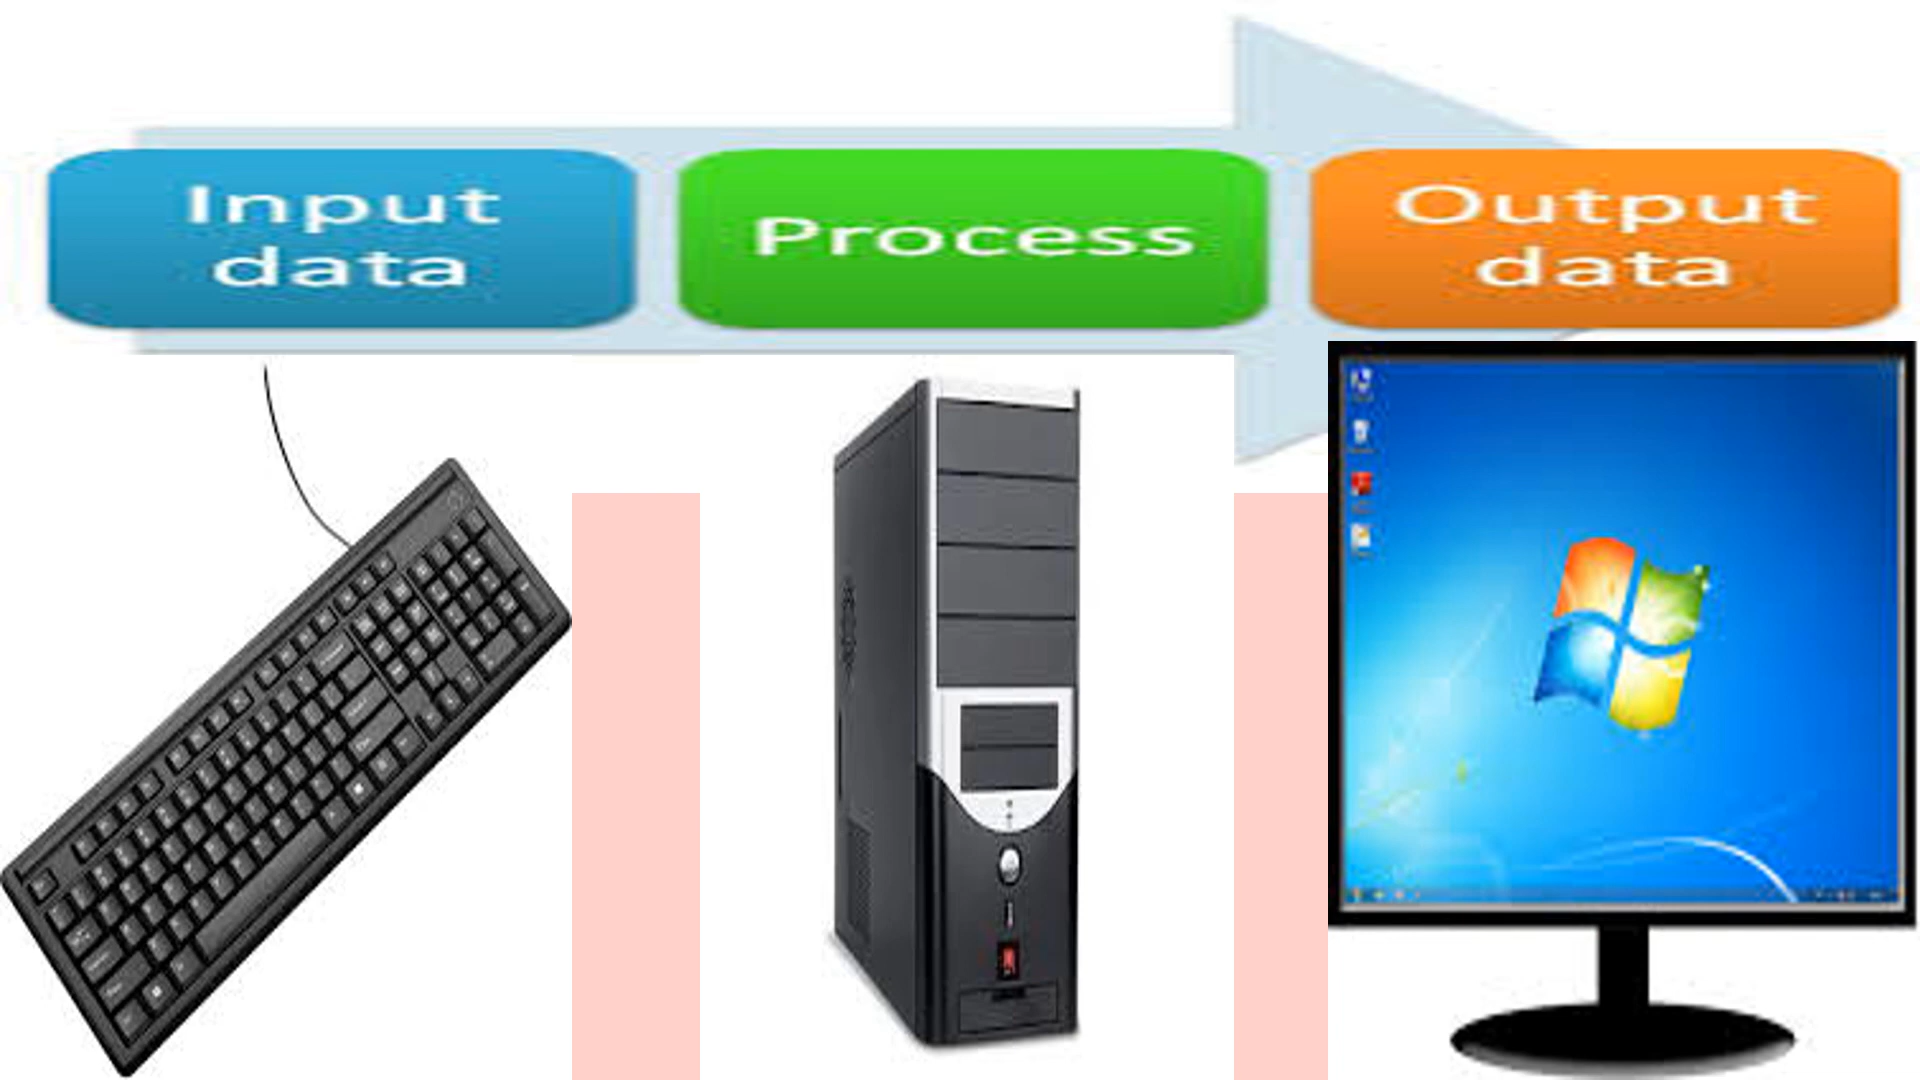 Input
data
Process
Output
data